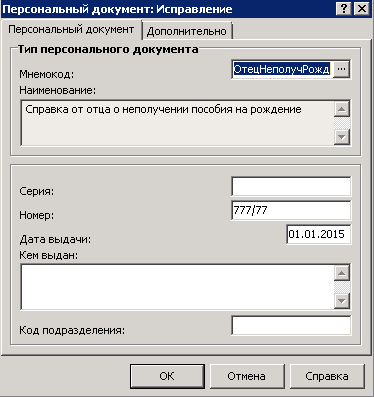 Персональный документ: Исправление
Персональный документ Дополнительно
Тип персонального документа
Мнемокод: ОтецНеполучРожд ...
Наименование:
Справка от отца о неполучении пособия на рождение
Серия:
Номер: 777/77
Дата выдачи: 01.01.2015
Кем выдан:
Код подразделения:
ОК Отмена Справка